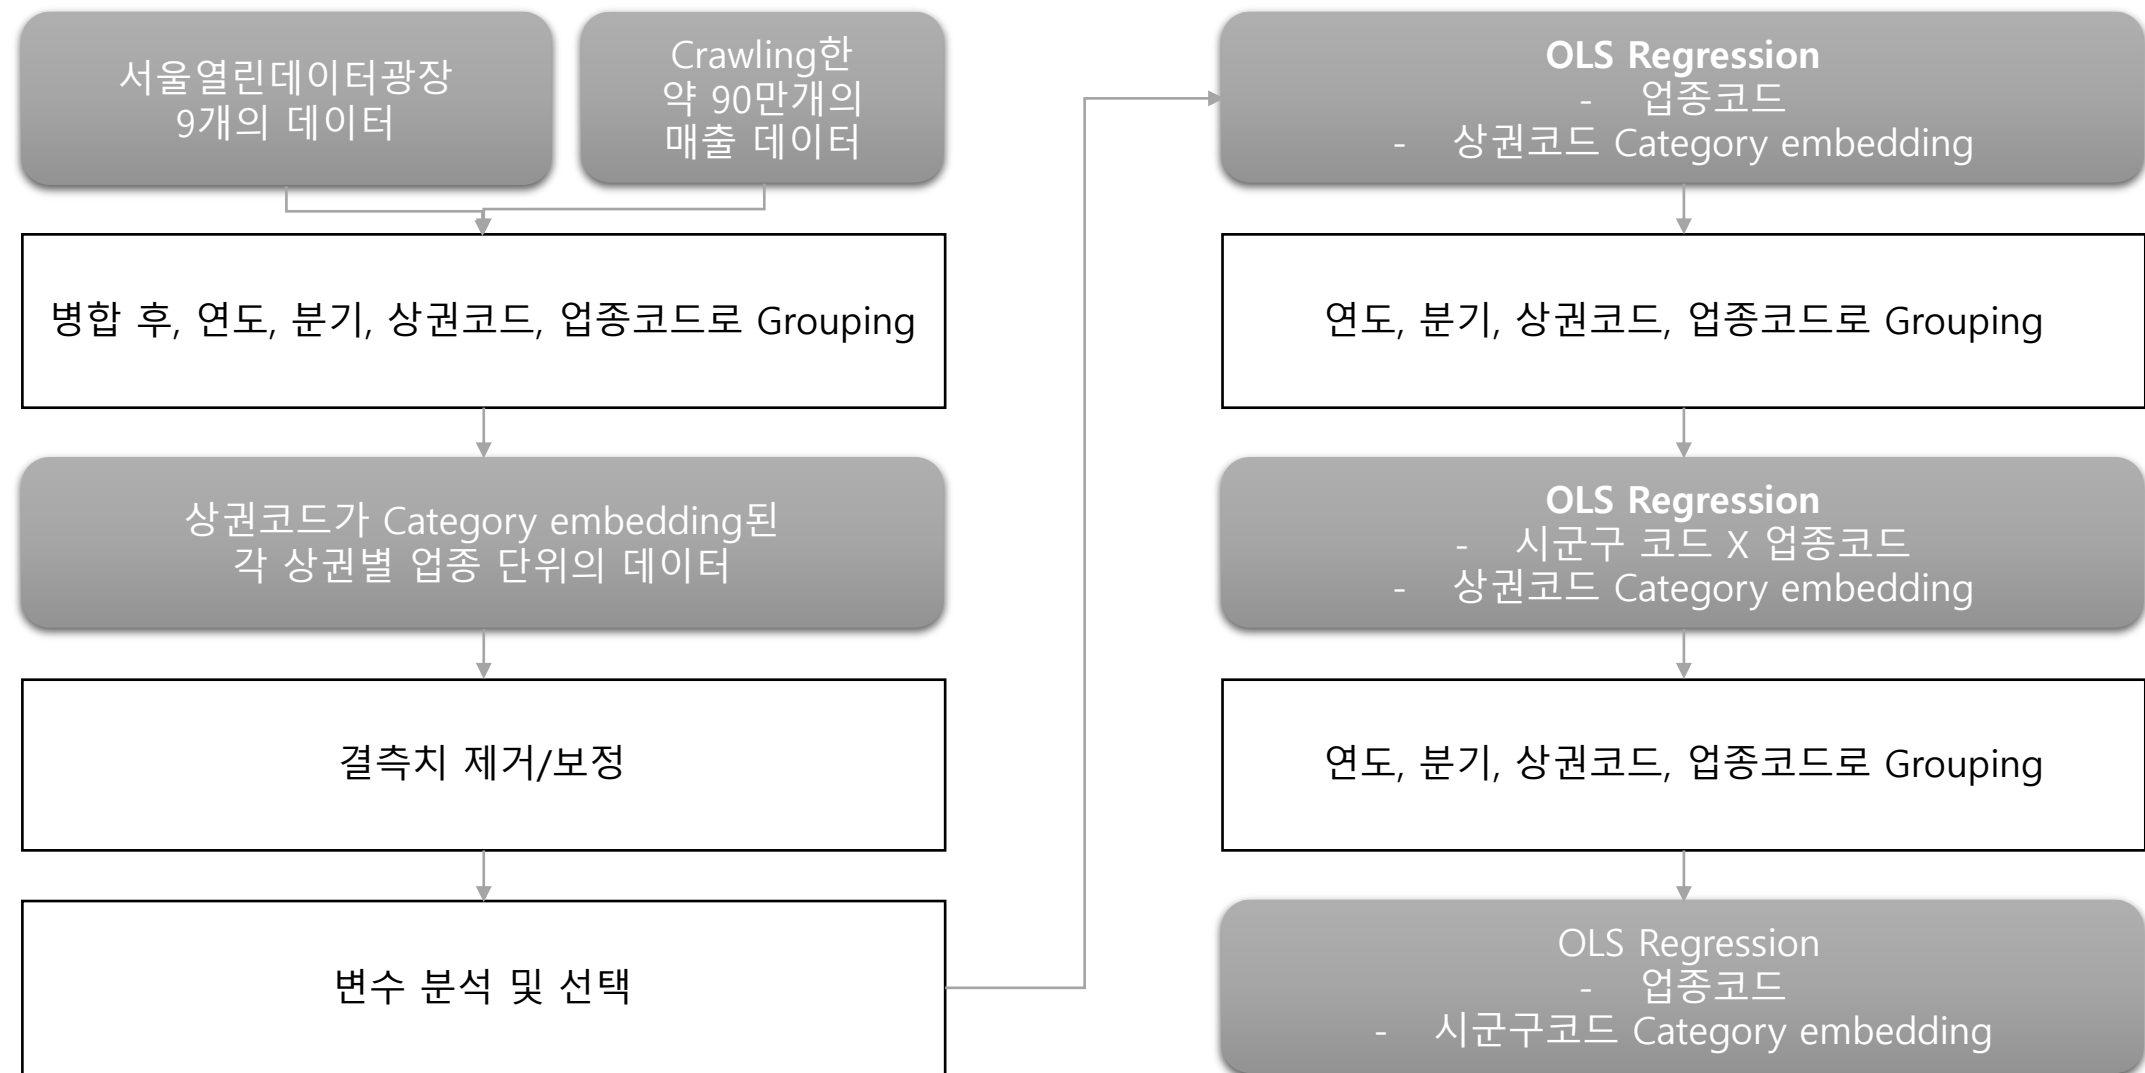 서울열린데이터광장
9개의 데이터
Crawling한
약 90만개의
매출 데이터
병합 후, 연도, 분기, 상권코드, 업종코드로 Grouping
상권코드가 Category embedding된
각 상권별 업종 단위의 데이터
결측치 제거/보정
변수 분석 및 선택
OLS Regression
- 업종코드
- 상권코드 Category embedding
연도, 분기, 상권코드, 업종코드로 Grouping
OLS Regression
- 시군구 코드 X 업종코드
- 상권코드 Category embedding
연도, 분기, 상권코드, 업종코드로 Grouping
OLS Regression
- 업종코드
- 시군구코드 Category embedding